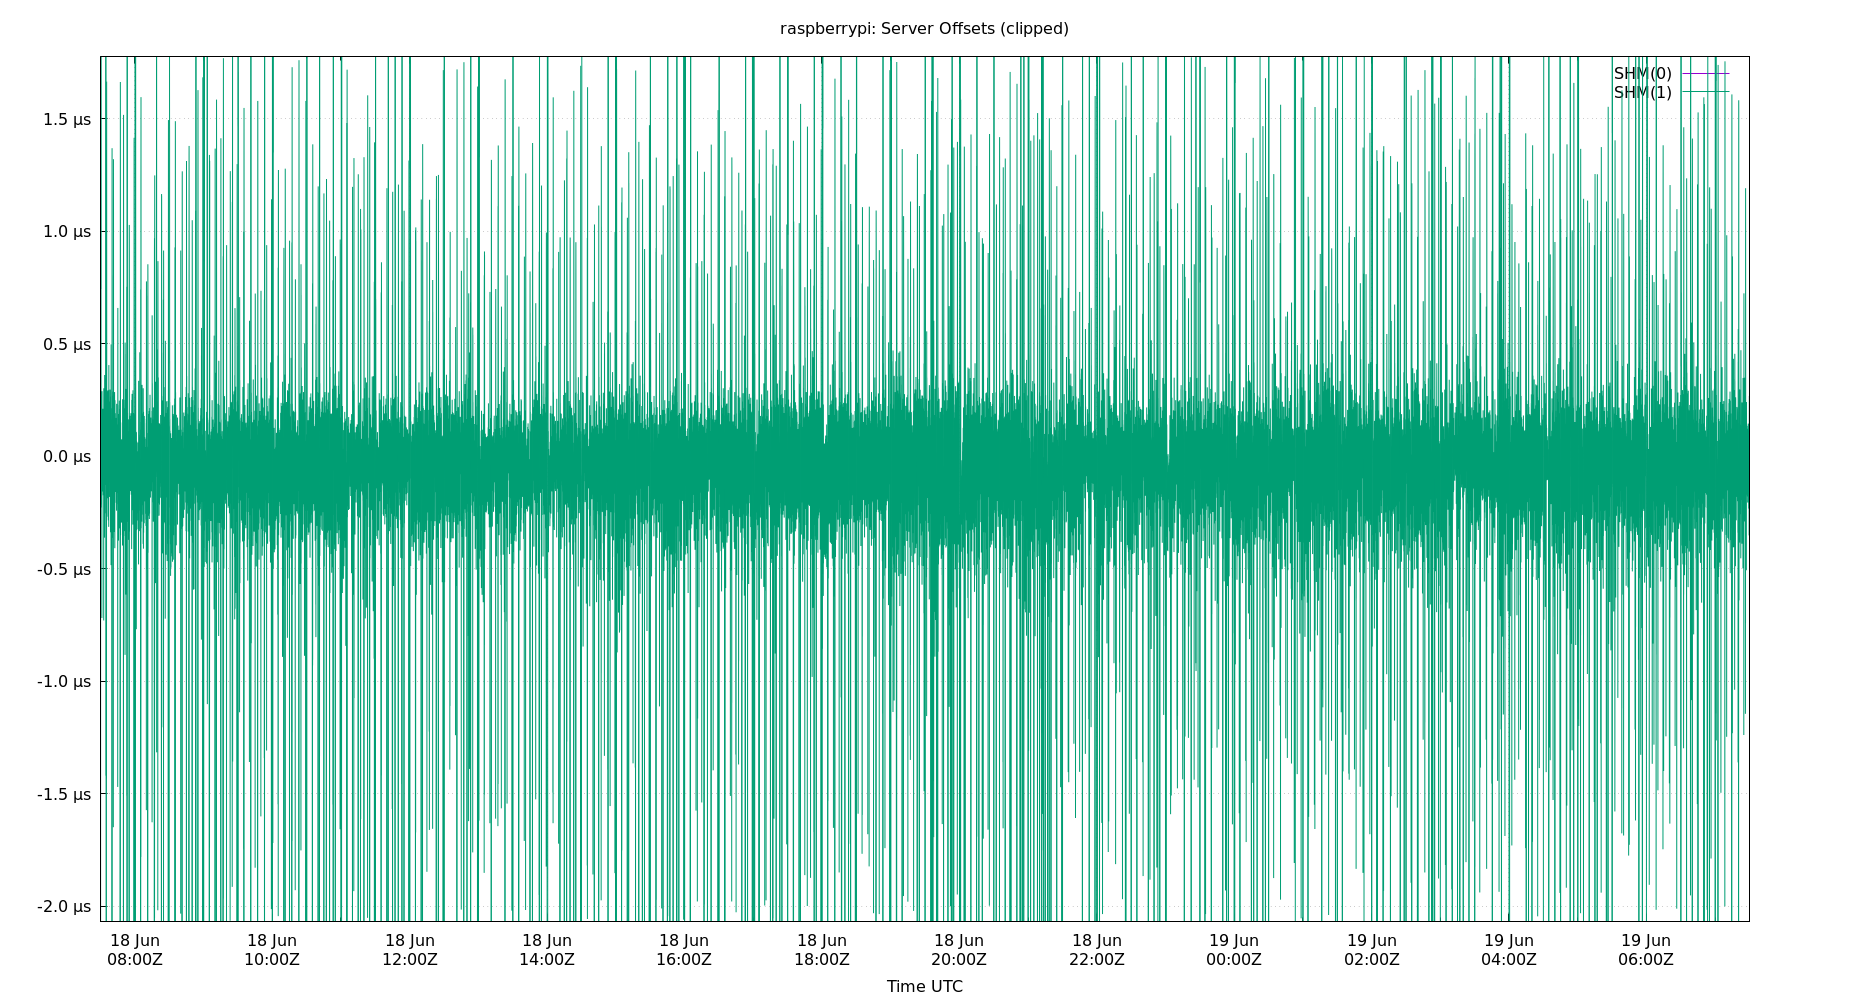 raspberrypi: Server Offsets (clipped)
SHM(0)
SHM(1)
1.5 µs
1.0 µs
0.5 µs
0.0 µs
-0.5 µs
-1.0 µs
-1.5 µs
-2.0 µs
18 Jun 18 Jun 18 Jun 18 Jun 18 Jun 18 Jun 18 Jun 18 Jun 19 Jun 19 Jun 19 Jun 19 Jun
08:00Z 10:00Z 12:00Z 14:00Z 16:00Z 18:00Z 20:00Z 22:00Z 00:00Z 02:00Z 04:00Z 06:00Z
Time UTC